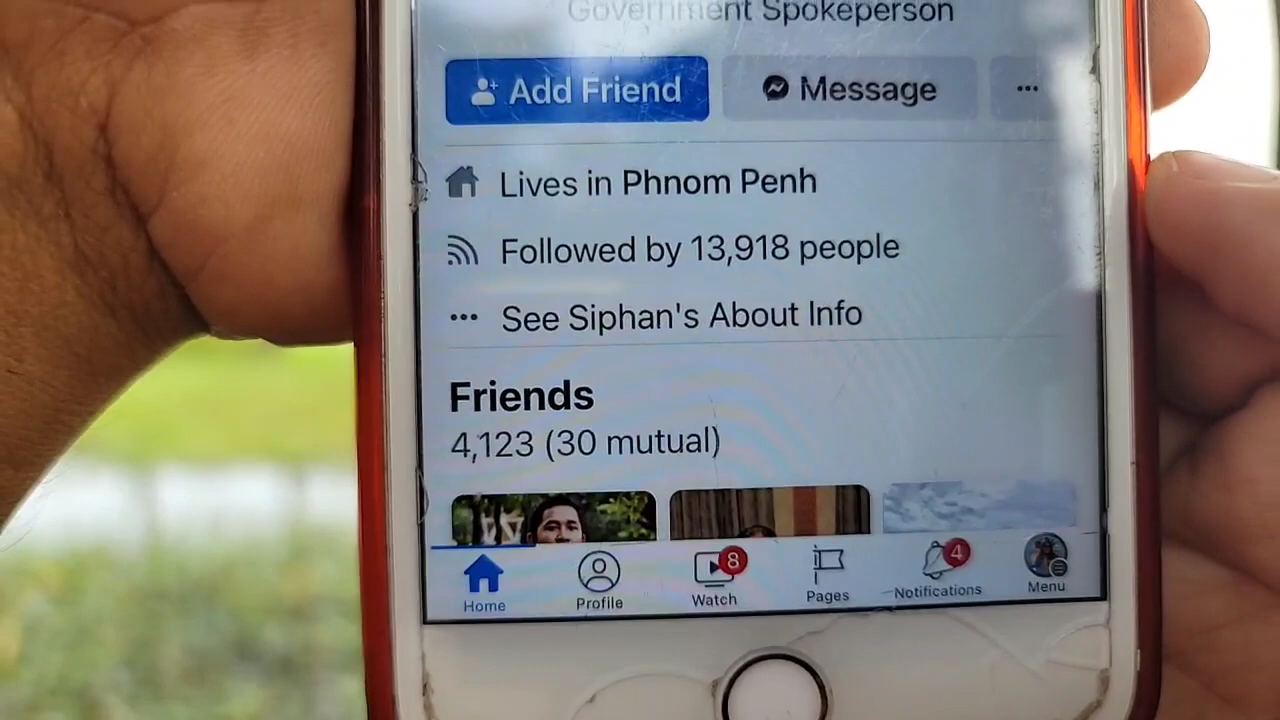 Government Spokeperson
Add Friend
Message
Lives in Phnom Penh
Followed by 13,918 people
See Siphan's About Info
Friends
4,123 (30 mutual)
8
4
Home
Profile
Watch
Pages
Notifications
Menu